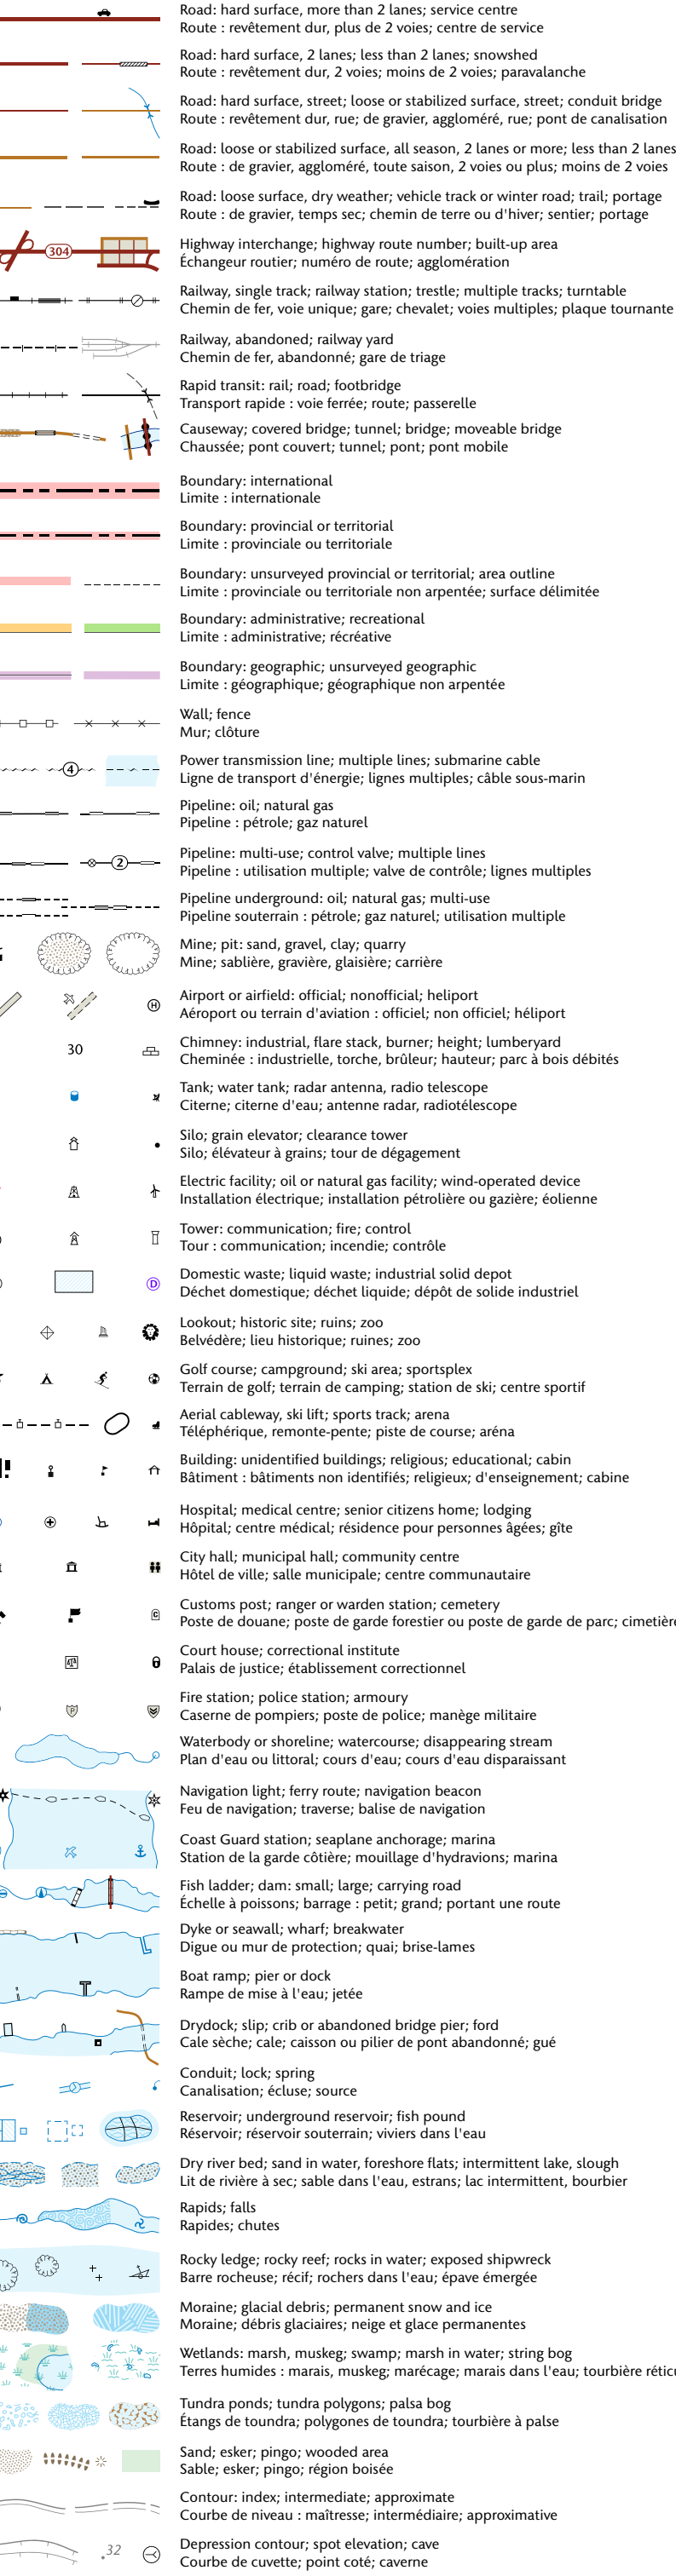 Road: hard surface, more than 2 lanes; service centre
Route : revêtement dur, plus de 2 voies; centre de service
Road: hard surface, 2 lanes; less than 2 lanes; snowshed
Route : revêtement dur, 2 voies; moins de 2 voies; paravalanche
Road: hard surface, street; loose or stabilized surface, street; conduit bridge
Route : revêtement dur, rue; de gravier, aggloméré, rue; pont de canalisation
Road: loose or stabilized surface, all season, 2 lanes or more; less than 2 lanes
Route : de gravier, aggloméré, toute saison, 2 voies ou plus; moins de 2 voies
Road: loose surface, dry weather; vehicle track or winter road; trail; portage
Route : de gravier, temps sec; chemin de terre ou d'hiver; sentier; portage
304
Highway interchange; highway route number; built-up area
Échangeur routier; numéro de route; agglomération
Railway, single track; railway station; trestle; multiple tracks; turntable
Chemin de fer, voie unique; gare; chevalet; voies multiples; plaque tournante
Railway, abandoned; railway yard
Chemin de fer, abandonné; gare de triage
Rapid transit: rail; road; footbridge
Transport rapide : voie ferrée; route; passerelle
Causeway; covered bridge; tunnel; bridge; moveable bridge
Chaussée; pont couvert; tunnel; pont; pont mobile
Boundary: international
Limite : internationale
Boundary: provincial or territorial
Limite : provinciale ou territoriale
Boundary: unsurveyed provincial or territorial; area outline
Limite : provinciale ou territoriale non arpentée; surface délimitée
Boundary: administrative; recreational
Limite : administrative; récréative
Boundary: geographic; unsurveyed geographic
Limite : géographique; géographique non arpentée
Wall; fence
Mur; clôture
4
Power transmission line; multiple lines; submarine cable
Ligne de transport d'énergie; lignes multiples; câble sous-marin
Pipeline: oil; natural gas
Pipeline : pétrole; gaz naturel
2
Pipeline: multi-use; control valve; multiple lines
Pipeline : utilisation multiple; valve de contrôle; lignes multiples
Pipeline underground: oil; natural gas; multi-use
Pipeline souterrain : pétrole; gaz naturel; utilisation multiple
Mine; pit: sand, gravel, clay; quarry
Mine; sablière, gravière, glaisière; carrière
H
Airport or airfield: official; nonofficial; heliport
Aéroport ou terrain d'aviation : officiel; non officiel; héliport
30
Chimney: industrial, flare stack, burner; height; lumberyard
Cheminée : industrielle, torche, brûleur; hauteur; parc à bois débités
Tank; water tank; radar antenna, radio telescope
Citerne; citerne d'eau; antenne radar, radiotélescope
Silo; grain elevator; clearance tower
Silo; élévateur à grains; tour de dégagement
Electric facility; oil or natural gas facility; wind-operated device
Installation électrique; installation pétrolière ou gazière; éolienne
Tower: communication; fire; control
Tour : communication; incendie; contrôle
D
Domestic waste; liquid waste; industrial solid depot
Déchet domestique; déchet liquide; dépôt de solide industriel
Lookout; historic site; ruins; zoo
Belvédère; lieu historique; ruines; zoo
Golf course; campground; ski area; sportsplex
Terrain de golf; terrain de camping; station de ski; centre sportif
Aerial cableway, ski lift; sports track; arena
Téléphérique, remonte-pente; piste de course; aréna
Building: unidentified buildings; religious; educational; cabin
Bâtiment : bâtiments non identifiés; religieux; d'enseignement; cabine
Hospital; medical centre; senior citizens home; lodging
Hôpital; centre médical; résidence pour personnes âgées; gîte
City hall; municipal hall; community centre
Hôtel de ville; salle municipale; centre communautaire
C
Customs post; ranger or warden station; cemetery
Poste de douane; poste de garde forestier ou poste de garde de parc; cimetière
Court house; correctional institute
Palais de justice; établissement correctionnel
P
Fire station; police station; armoury
Caserne de pompiers; poste de police; manège militaire
Waterbody or shoreline; watercourse; disappearing stream
Plan d'eau ou littoral; cours d'eau; cours d'eau disparaissant
Navigation light; ferry route; navigation beacon
Feu de navigation; traverse; balise de navigation
Coast Guard station; seaplane anchorage; marina
Station de la garde côtière; mouillage d'hydravions; marina
Fish ladder; dam: small; large; carrying road
Échelle à poissons; barrage : petit; grand; portant une route
Dyke or seawall; wharf; breakwater
Digue ou mur de protection; quai; brise-lames
Boat ramp; pier or dock
Rampe de mise à l'eau; jetée
Drydock; slip; crib or abandoned bridge pier; ford
Cale sèche; cale; caisson ou pilier de pont abandonné; gué
Conduit; lock; spring
Canalisation; écluse; source
Reservoir; underground reservoir; fish pound
Réservoir; réservoir souterrain; viviers dans l'eau
Dry river bed; sand in water, foreshore flats; intermittent lake, slough
Lit de rivière à sec; sable dans l'eau, estrans; lac intermittent, bourbier
Rapids; falls
Rapides; chutes
Rocky ledge; rocky reef; rocks in water; exposed shipwreck
Barre rocheuse; récif; rochers dans l'eau; épave émergée
Moraine; glacial debris; permanent snow and ice
Moraine; débris glaciaires; neige et glace permanentes
Wetlands: marsh, muskeg; swamp; marsh in water; string bog
Terres humides : marais, muskeg; marécage; marais dans l'eau; tourbière réticu
Tundra ponds; tundra polygons; palsa bog
Étangs de toundra; polygones de toundra; tourbière à palse
Sand; esker; pingo; wooded area
Sable; esker; pingo; région boisée
Contour: index; intermediate; approximate
Courbe de niveau : maîtresse; intermédiaire; approximative
.32
Depression contour; spot elevation; cave
Courbe de cuvette; point coté; caverne